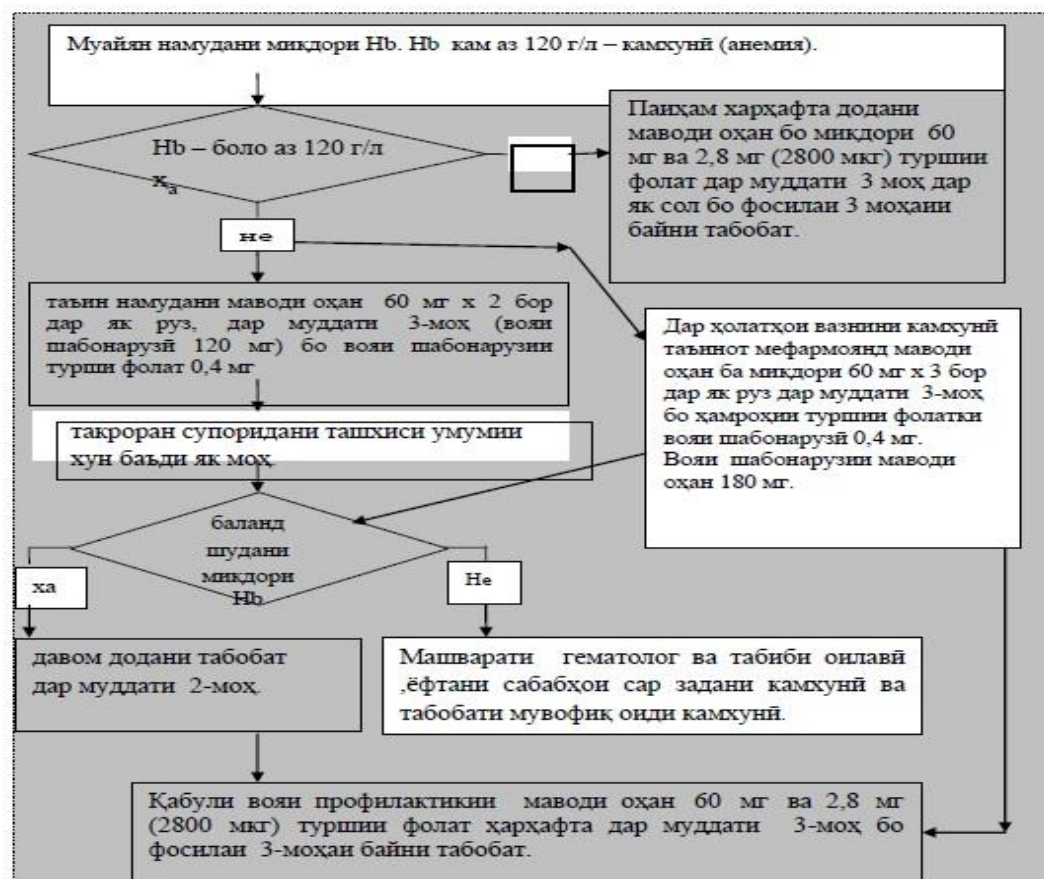 Муайян намудани миқдори Hb. Hb кам аз 120 г/л – камхунӣ (анемия).
Hb – боло аз 120 г/л
ҳа
Паиҳам харҳафта додани
маводи оҳан бо миқдори 60
мг ва 2,8 мг (2800 мкг) туршии
фолат дар муддати 3 моҳ дар
як сол бо фосилаи 3 моҳаии
байни табобат.
не
таъин намудани маводи оҳан 60 мг х 2 бор
дар як руз, дар муддати 3-моҳ (вояи
шабонарузӣ 120 мг) бо вояи шабонарузии
турши фолат 0,4 мг
Дар ҳолатҳои вазнини камхунӣ
таъинот мефармоянд маводи
оҳан ба миқдори 60 мг х 3 бор
дар як руз дар муддати 3-моҳ
бо ҳамроҳии туршии фолатки
вояи шабонарузӣ 0,4 мг.
Вояи шабонарузии маводи
оҳан 180 мг.
такроран супоридани ташхиси умумии
хун баъди як моҳ.
баланд
шудани
миқдори
Hb
ха
Не
давом додани табобат
дар муддати 2-моҳ.
Машварати гематолог ва табиби оилавӣ
,ёфтани сабабҳои сар задани камхунӣ ва
табобати мувофиқ оиди камхунӣ.
Қабули вояи профилактикии маводи оҳан 60 мг ва 2,8 мг
(2800 мкг) туршии фолат ҳарҳафта дар муддати 3-моҳ бо
фосилаи 3-моҳаи байни табобат.